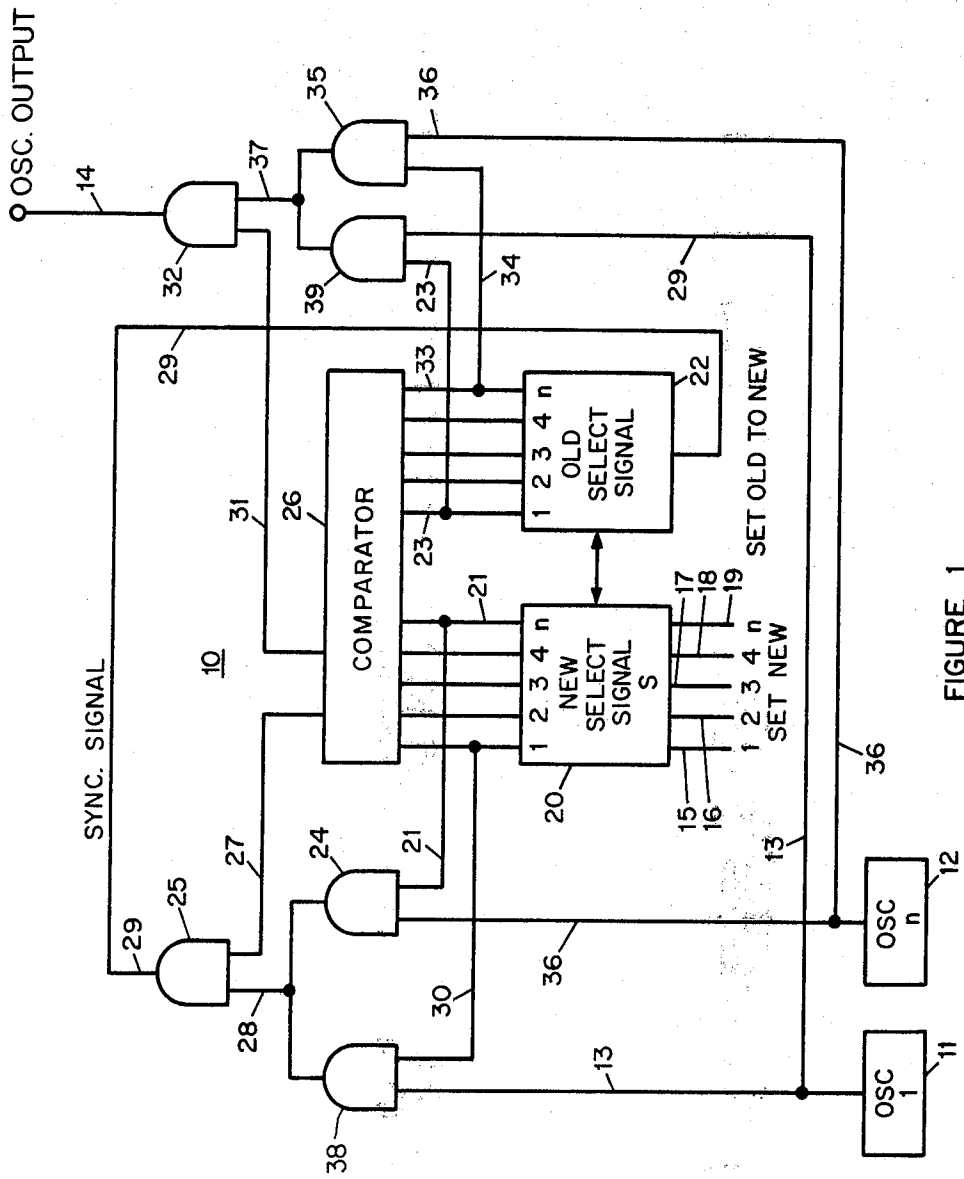 OSC. OUTPUT
14
32
37
35
36
39
23
34
29
29
SYNC. SIGNAL
29
25
27
28
10
31
26
COMPARATOR
23
33
21
24
21
30
38
1 2 3 4 n
NEW
SELECT
SIGNAL
S
20
1 2 3 4 n
OLD
SELECT
SIGNAL
22
15
16
17
18
19
1 2 3 4 n
SET NEW
SET OLD TO NEW
13
36
13
36
OSC
1
11
OSC
n
12
FIGURE 1